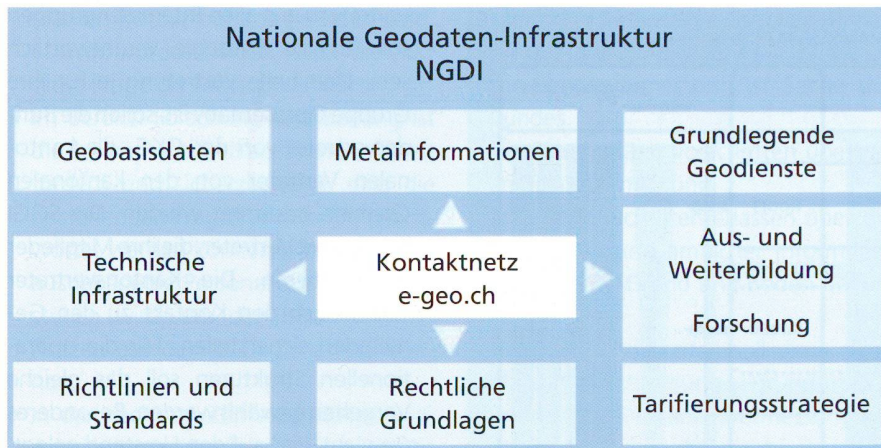 Nationale Geodaten-Infrastruktur
NGDI
Geobasisdaten
Metainformationen
Grundlegende
Geodienste
Technische
Infrastruktur
Kontaktnetz
e-geo.ch
Aus- und
Weiterbildung
Forschung
Richtlinien und
Standards
Rechtliche
Grundlagen
Tarifierungsstrategie